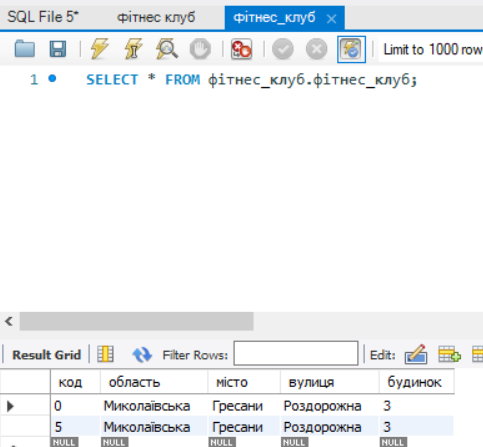 SQL File 5* фітнес клуб фітнес_клуб
Limit to 1000 row
1 SELECT * FROM фітнес_клуб.фітнес_клуб;
Result Grid Filter Rows: Edit:
код область місто вулиця будинок
0 Миколаївська Гресани Роздорожна 3
5 Миколаївська Гресани Роздорожна 3
NULL NULL NULL NULL NULL